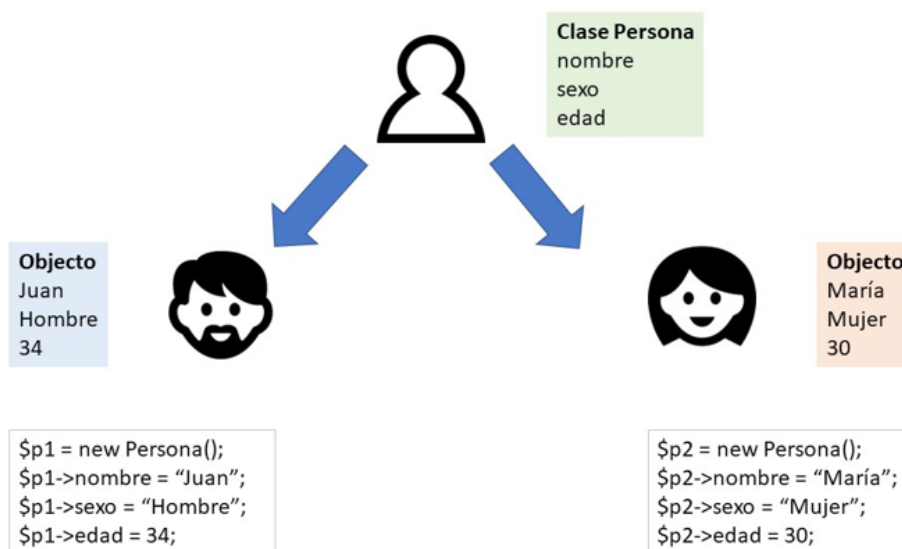 Clase Persona
nombre
sexo
edad
Objecto
Juan
Hombre
34
Objecto
María
Mujer
30
$p1 = new Persona();
$p1->nombre = “Juan”;
$p1->sexo = “Hombre”;
$p1->edad = 34;
$p2 = new Persona();
$p2->nombre = “María”;
$p2->sexo = “Mujer”;
$p2->edad = 30;